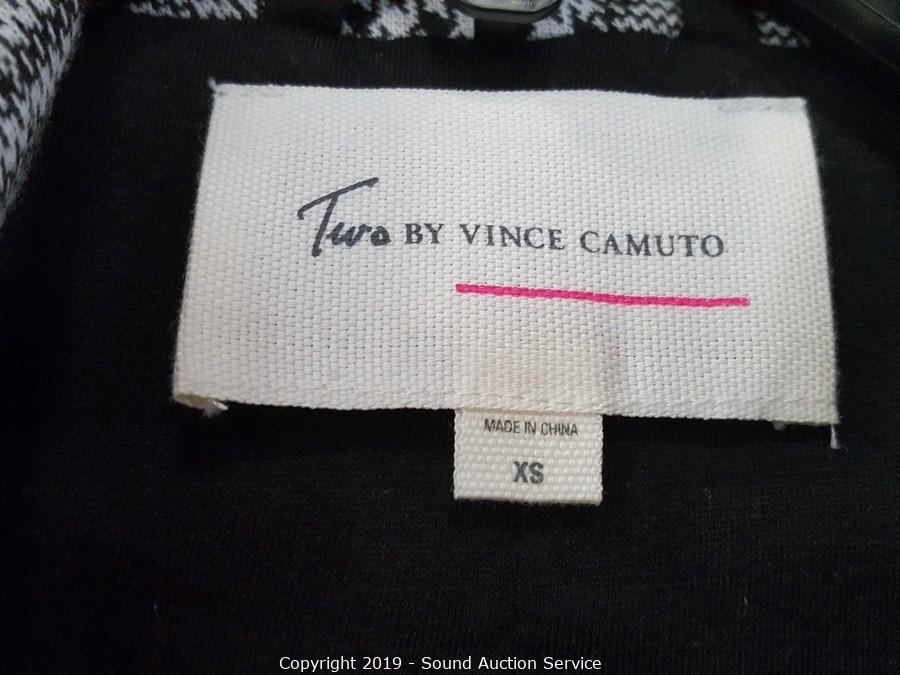 Two BY VINCE CAMUTO
MADE IN CHINA
XS
Copyright 2019 - Sound Auction Service